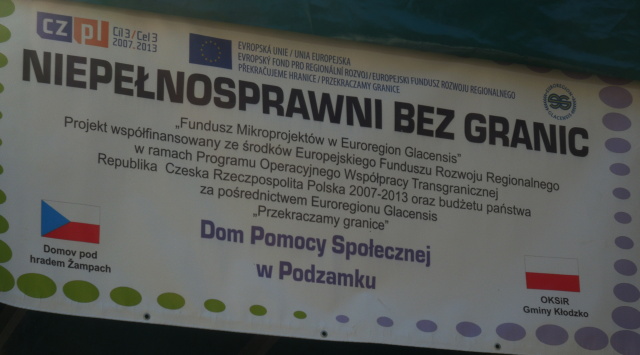 cz pl
Cíl 3 / Cel 3
2007-2013
EVROPSKÁ UNIE / UNIA EUROPEJSKA
EVROPSKÝ FOND PRO REGIONÁLNÍ ROZVOJ / EUROPEJSKI FUNDUSZ ROZWOJU REGIONALNEGO
PŘEKRAČUJEME HRANICE / PRZEKRACZAMY GRANICE
NIEPEŁNOSPRAWNI BEZ GRANIC
„Fundusz Mikroprojektów w Euroregion Glacensis"
Projekt współfinansowany ze środków Europejskiego Funduszu Rozwoju Regionalnego
w ramach Programu Operacyjnego Współpracy Transgranicznej
Republika Czeska Rzeczpospolita Polska 2007-2013 oraz budżetu państwa
za pośrednictwem Euroregionu Glacensis
„Przekraczamy granice"
Dom Pomocy Społecznej
w Podzamku
Domov pod
hradem Žampach
OKSiR
Gminy Kłodzko